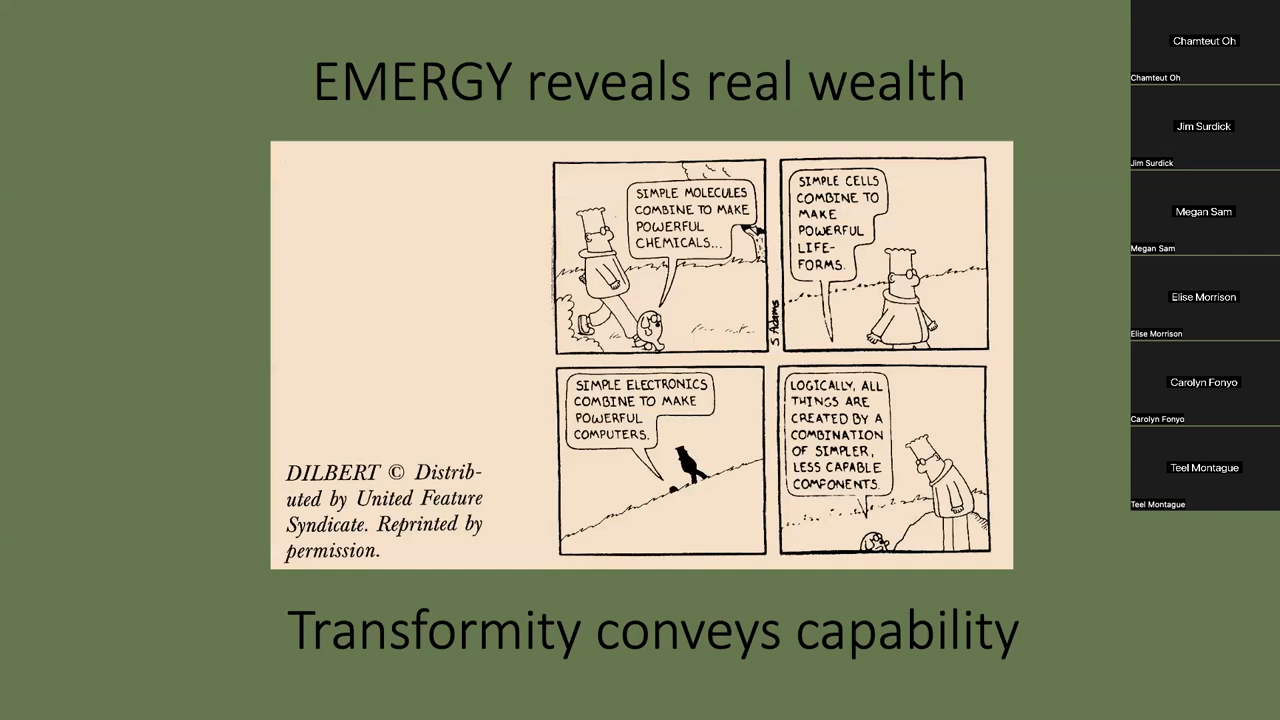 EMERGY reveals real wealth
SIMPLE MOLECULES
COMBINE TO MAKE
POWERFUL
CHEMICALS...
SIMPLE CELLS
COMBINE TO
MAKE
POWERFUL
LIFE-
FORMS.
S Adams
SIMPLE ELECTRONICS
COMBINE TO MAKE
POWERFUL
COMPUTERS.
LOGICALLY, ALL
THINGS ARE
CREATED BY A
COMBINATION
OF SIMPLER,
LESS CAPABLE
COMPONENTS.
DILBERT © Distrib-
uted by United Feature
Syndicate. Reprinted by
permission.
Transformity conveys capability
Chamteut Oh
Chamteut Oh
Jim Surdick
Jim Surdick
Megan Sam
Megan Sam
Elise Morrison
Elise Morrison
Carolyn Fonyo
Carolyn Fonyo
Teel Montague
Teel Montague